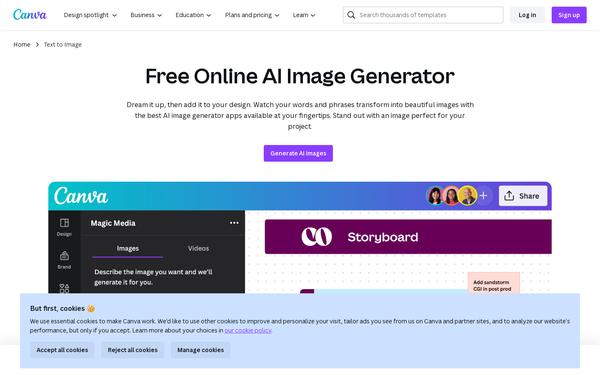 Canva
Design spotlight
Business
Education
Plans and pricing
Learn
Search thousands of templates
Log in
Sign up
Home
Text to Image
Free Online AI Image Generator
Dream it up, then add it to your design. Watch your words and phrases transform into beautiful images with
the best AI image generator apps available at your fingertips. Stand out with an image perfect for your
project.
Generate AI Images
Canva
Share
Design
Magic Media
Storyboard
Images
Videos
Brand
Describe the image you want and we'll
generate it for you.
Add sandstorm
CGI in post prod
But first, cookies 🍪
We use essential cookies to make Canva work. We'd like to use other cookies to improve and personalize your visit, tailor ads you see from us on Canva and partner sites, and to analyze our website's
performance, but only if you accept. Learn more about your choices in our cookie policy.
Accept all cookies
Reject all cookies
Manage cookies